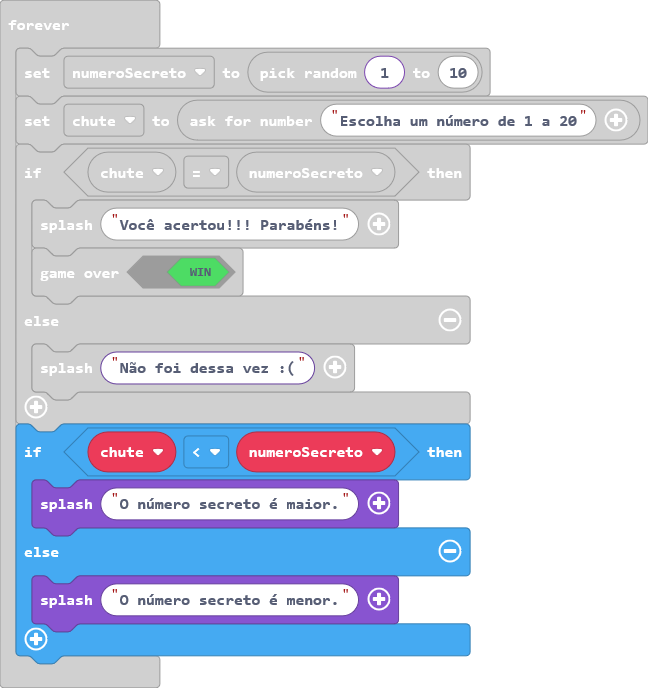 forever
set numeroSecreto to pick random 1 to 10
set chute to ask for number "Escolha um número de 1 a 20"
if chute = numeroSecreto then
splash "Você acertou!!! Parabéns!"
game over WIN
else
splash "Não foi dessa vez :("
if chute < numeroSecreto then
splash "O número secreto é maior."
else
splash "O número secreto é menor."